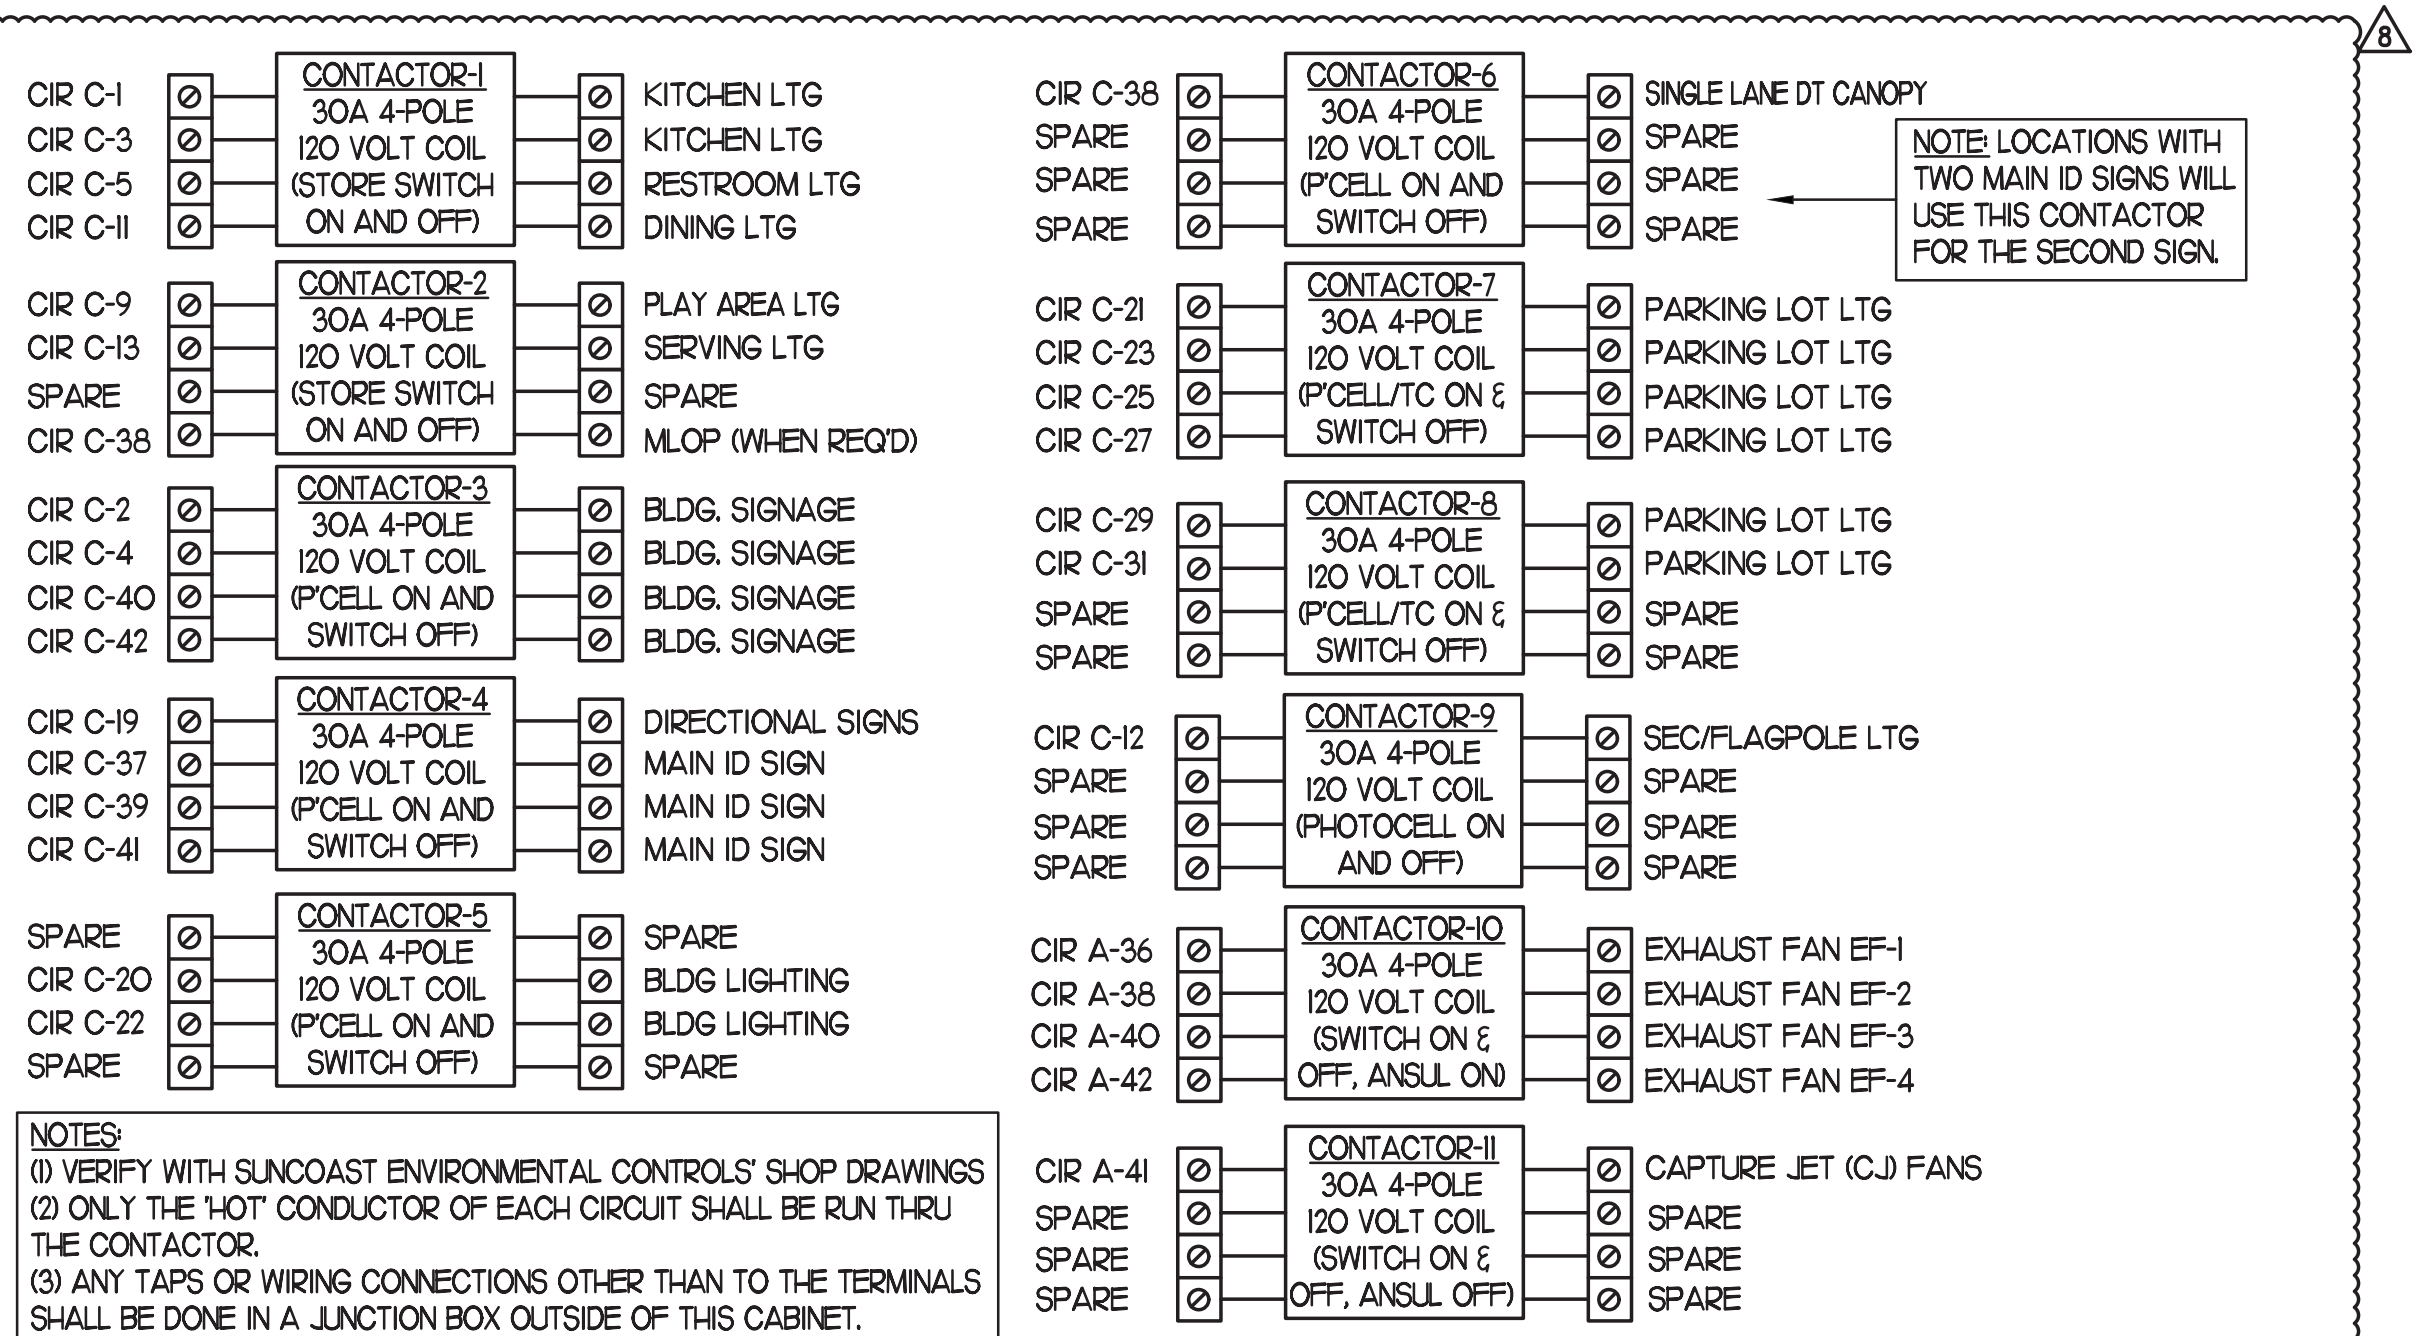 8
CIR C-1
CIR C-3
CIR C-5
CIR C-11
CONTACTOR-1
30A 4-POLE
120 VOLT COIL
(STORE SWITCH
ON AND OFF)
KITCHEN LTG
KITCHEN LTG
RESTROOM LTG
DINING LTG
CIR C-9
CIR C-13
SPARE
CIR C-38
CONTACTOR-2
30A 4-POLE
120 VOLT COIL
(STORE SWITCH
ON AND OFF)
PLAY AREA LTG
SERVING LTG
SPARE
MLOP (WHEN REQ'D)
CIR C-2
CIR C-4
CIR C-40
CIR C-42
CONTACTOR-3
30A 4-POLE
120 VOLT COIL
(P'CELL ON AND
SWITCH OFF)
BLDG. SIGNAGE
BLDG. SIGNAGE
BLDG. SIGNAGE
BLDG. SIGNAGE
CIR C-19
CIR C-37
CIR C-39
CIR C-41
CONTACTOR-4
30A 4-POLE
120 VOLT COIL
(P'CELL ON AND
SWITCH OFF)
DIRECTIONAL SIGNS
MAIN ID SIGN
MAIN ID SIGN
MAIN ID SIGN
SPARE
CIR C-20
CIR C-22
SPARE
CONTACTOR-5
30A 4-POLE
120 VOLT COIL
(P'CELL ON AND
SWITCH OFF)
SPARE
BLDG LIGHTING
BLDG LIGHTING
SPARE
NOTES:
(1) VERIFY WITH SUNCOAST ENVIRONMENTAL CONTROLS' SHOP DRAWINGS
(2) ONLY THE 'HOT' CONDUCTOR OF EACH CIRCUIT SHALL BE RUN THRU
THE CONTACTOR.
(3) ANY TAPS OR WIRING CONNECTIONS OTHER THAN TO THE TERMINALS
SHALL BE DONE IN A JUNCTION BOX OUTSIDE OF THIS CABINET.
CIR C-38
SPARE
SPARE
SPARE
CONTACTOR-6
30A 4-POLE
120 VOLT COIL
(P'CELL ON AND
SWITCH OFF)
SINGLE LANE DT CANOPY
SPARE
SPARE
SPARE
NOTE: LOCATIONS WITH
TWO MAIN ID SIGNS WILL
USE THIS CONTACTOR
FOR THE SECOND SIGN.
CIR C-21
CIR C-23
CIR C-25
CIR C-27
CONTACTOR-7
30A 4-POLE
120 VOLT COIL
(P'CELL/TC ON &
SWITCH OFF)
PARKING LOT LTG
PARKING LOT LTG
PARKING LOT LTG
PARKING LOT LTG
CIR C-29
CIR C-31
SPARE
SPARE
CONTACTOR-8
30A 4-POLE
120 VOLT COIL
(P'CELL/TC ON &
SWITCH OFF)
PARKING LOT LTG
PARKING LOT LTG
SPARE
SPARE
CIR C-12
SPARE
SPARE
SPARE
CONTACTOR-9
30A 4-POLE
120 VOLT COIL
(PHOTOCELL ON
AND OFF)
SEC/FLAGPOLE LTG
SPARE
SPARE
SPARE
CIR A-36
CIR A-38
CIR A-40
CIR A-42
CONTACTOR-10
30A 4-POLE
120 VOLT COIL
(SWITCH ON &
OFF, ANSUL ON)
EXHAUST FAN EF-1
EXHAUST FAN EF-2
EXHAUST FAN EF-3
EXHAUST FAN EF-4
CIR A-41
SPARE
SPARE
SPARE
CONTACTOR-11
30A 4-POLE
120 VOLT COIL
(SWITCH ON &
OFF, ANSUL OFF)
CAPTURE JET (CJ) FANS
SPARE
SPARE
SPARE